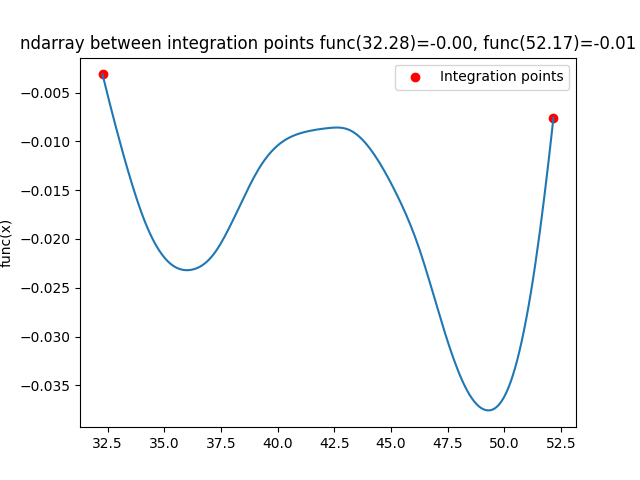 ndarray between integration points func(32.28)=-0.00, func(52.17)=-0.01
Integration points
−0.005
−0.010
−0.015
−0.020
−0.025
−0.030
−0.035
func(x)
32.5 35.0 37.5 40.0 42.5 45.0 47.5 50.0 52.5